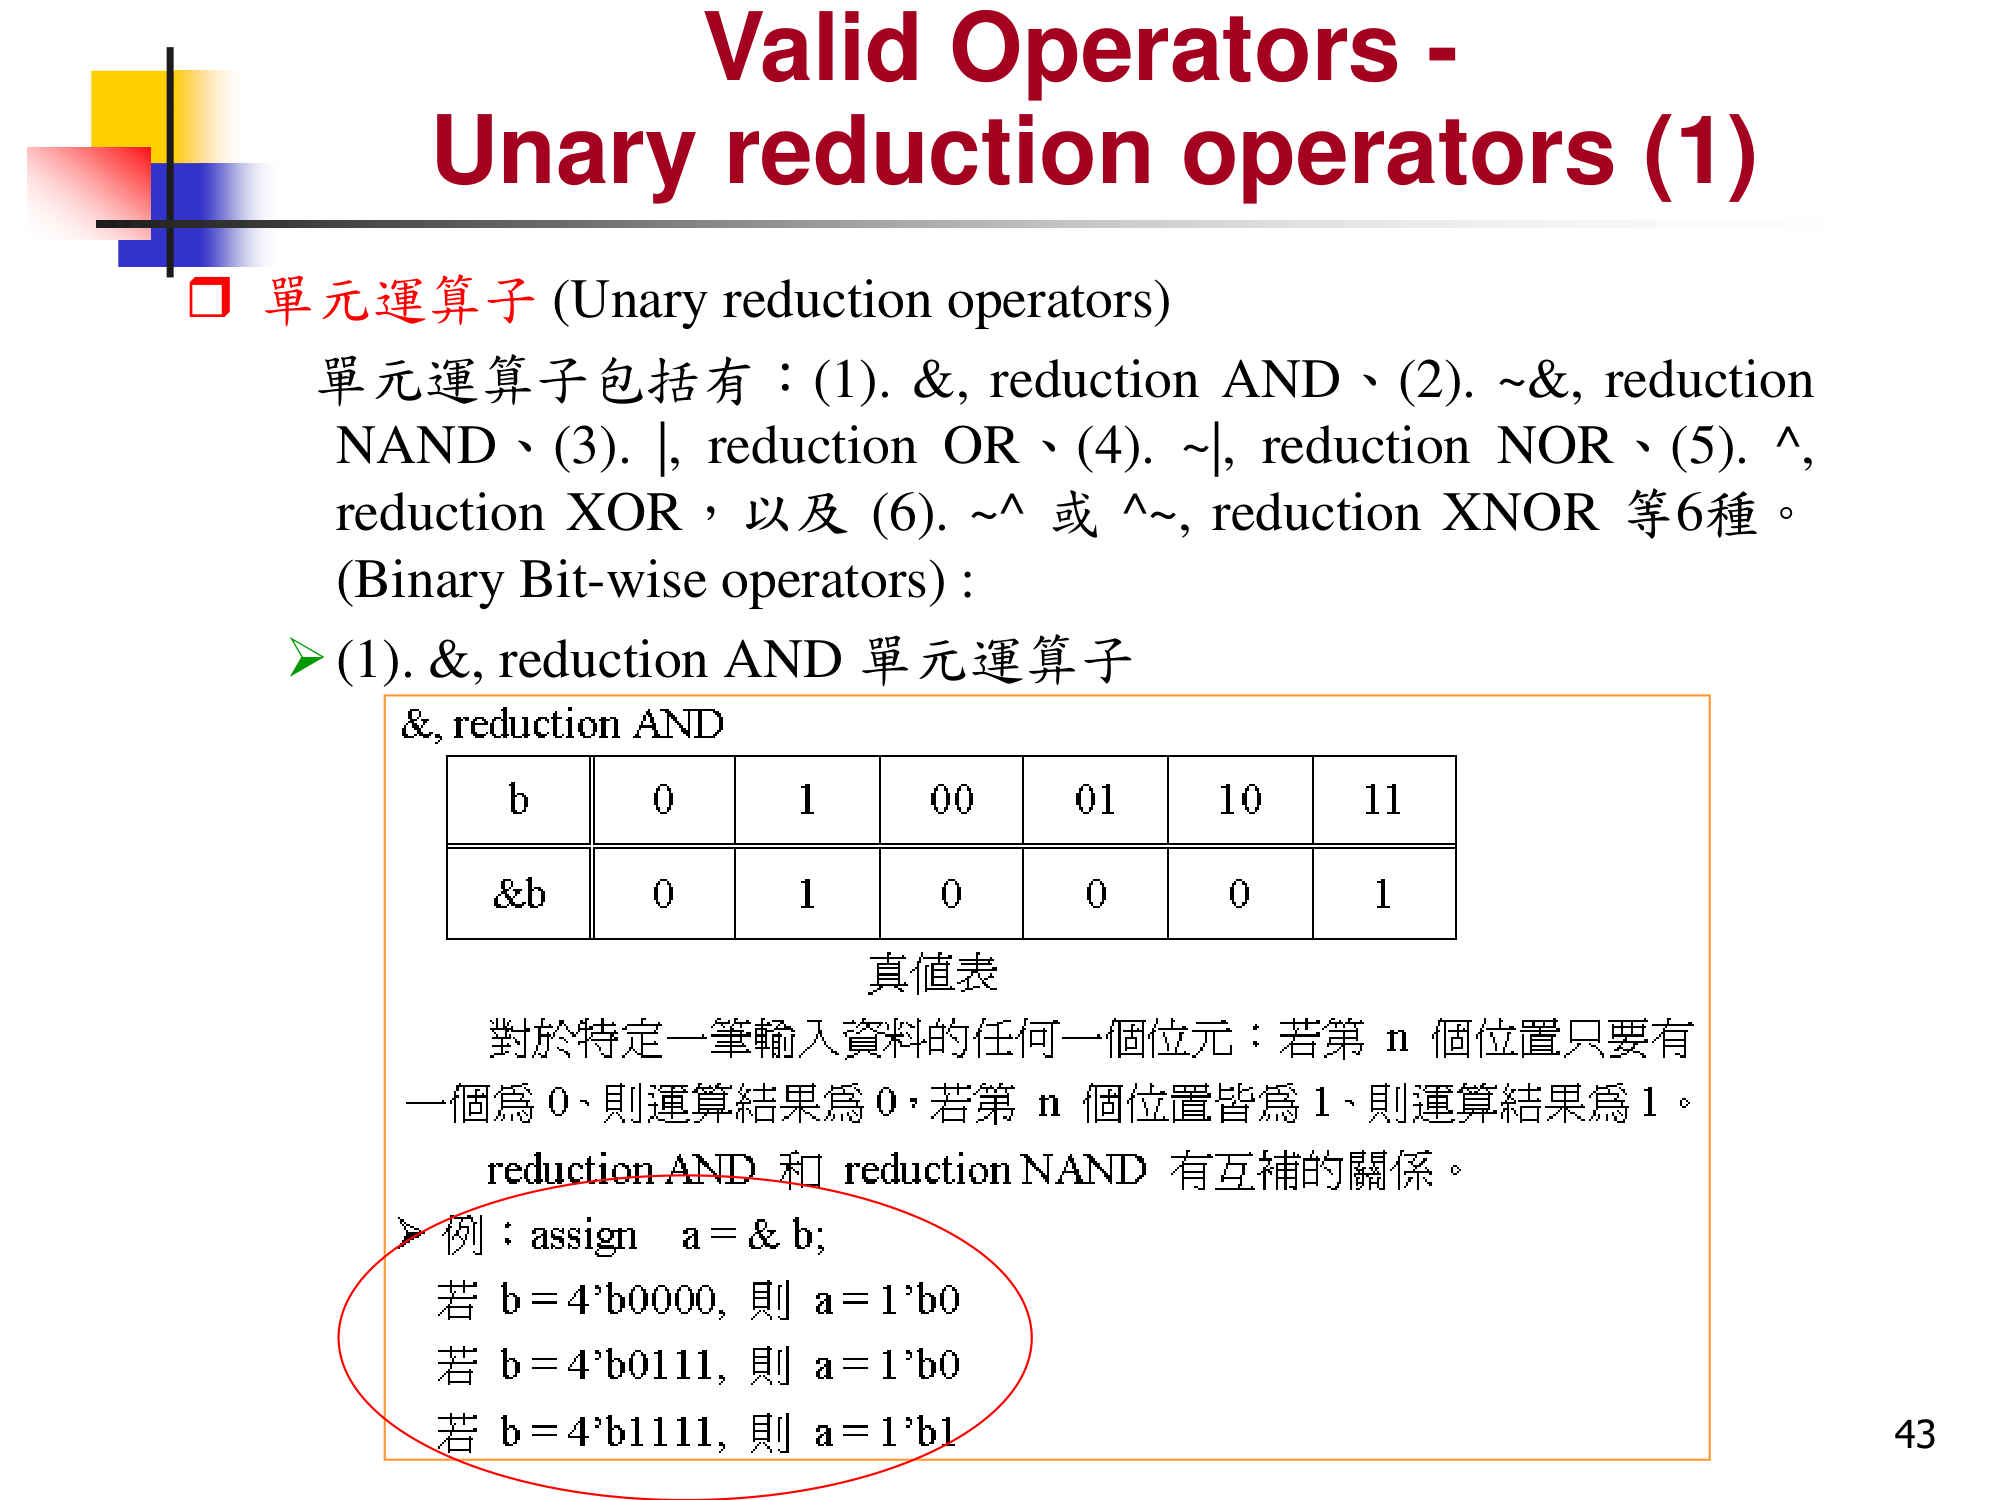 Valid Operators -
Unary reduction operators (1)
單元運算子 (Unary reduction operators)
單元運算子包括有：(1). &, reduction AND、(2). ~&, reduction
NAND、(3). |, reduction OR、(4). ~|, reduction NOR、(5). ^,
reduction XOR，以及 (6). ~^ 或 ^~, reduction XNOR 等6種。
(Binary Bit-wise operators) :
(1). &, reduction AND 單元運算子
&, reduction AND
b 0 1 00 01 10 11
&b 0 1 0 0 0 1
真值表
對於特定一筆輸入資料的任何一個位元：若第 n 個位置只要有
一個為 0、則運算結果為 0，若第 n 個位置皆為 1、則運算結果為 1。
reduction AND 和 reduction NAND 有互補的關係。
例：assign a = & b;
若 b = 4’b0000, 則 a = 1’b0
若 b = 4’b0111, 則 a = 1’b0
若 b = 4’b1111, 則 a = 1’b1
43